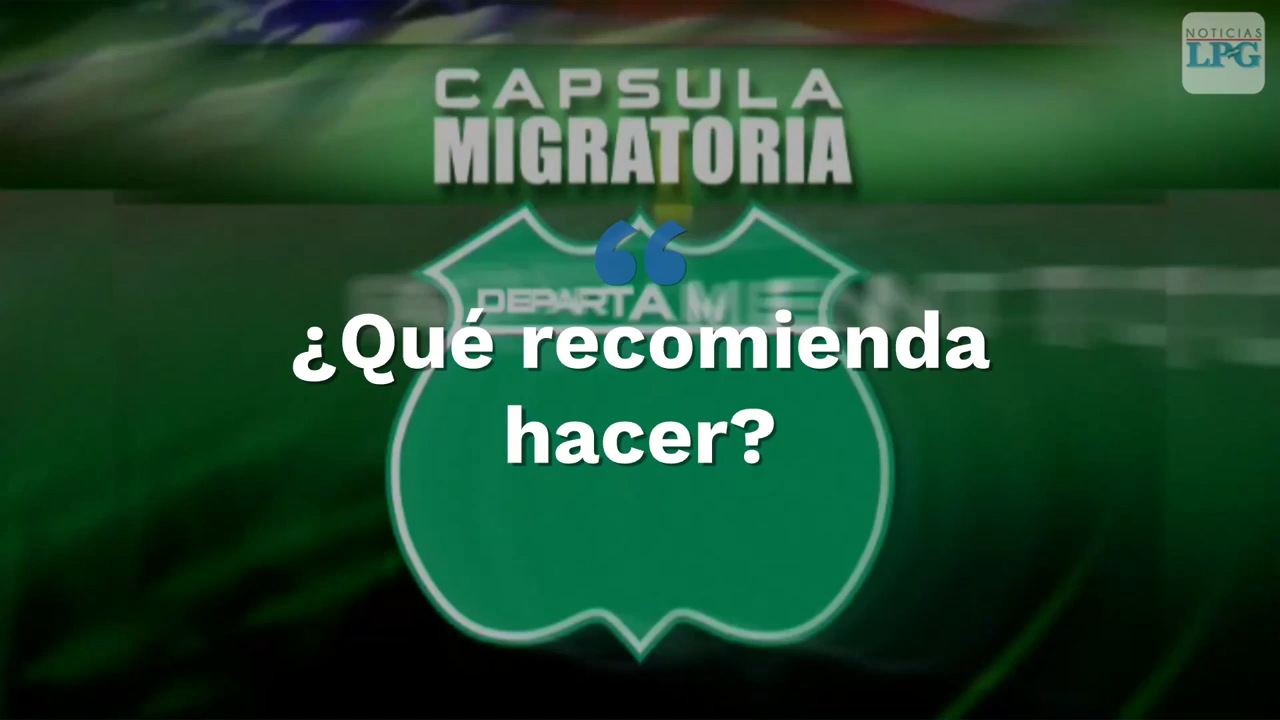 NOTICIAS
LPG
CAPSULA
MIGRATORIA
¿Qué recomienda
hacer?